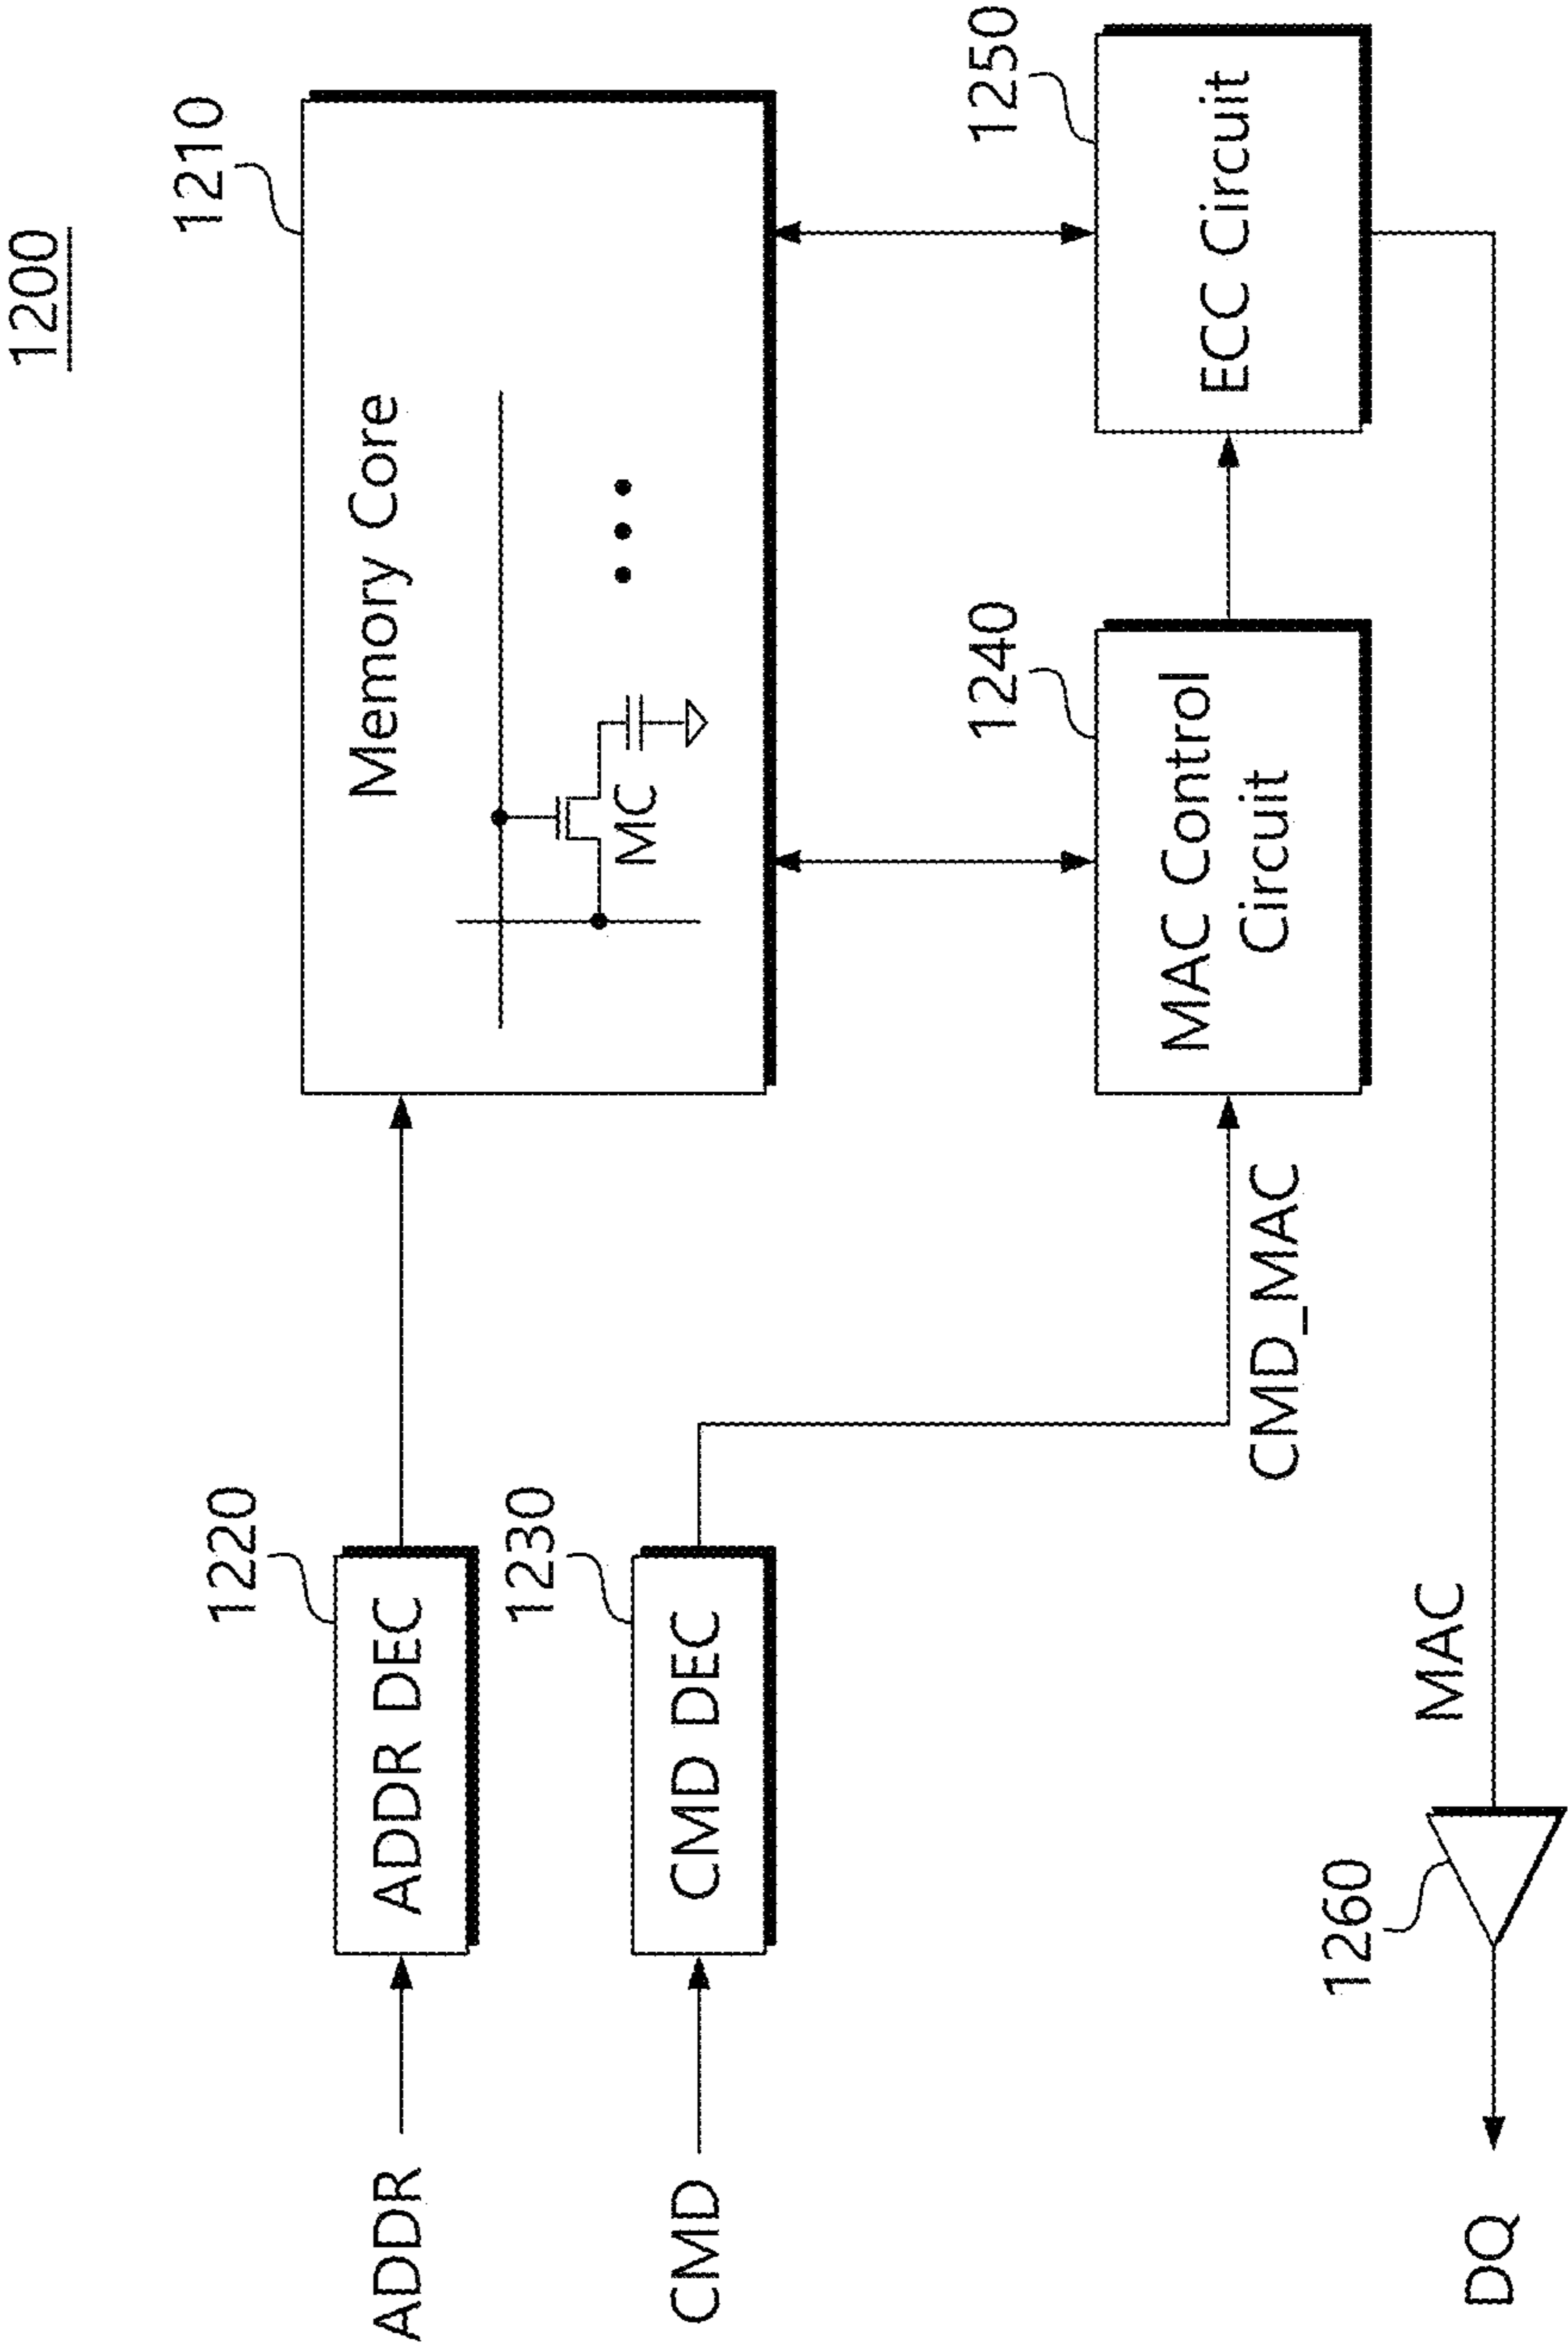 1200
1210
Memory Core
MC
1220
ADDR
ADDR DEC
1230
CMD
CMD DEC
CMD_MAC
1240
MAC Control
Circuit
1250
ECC Circuit
MAC
1260
DQ